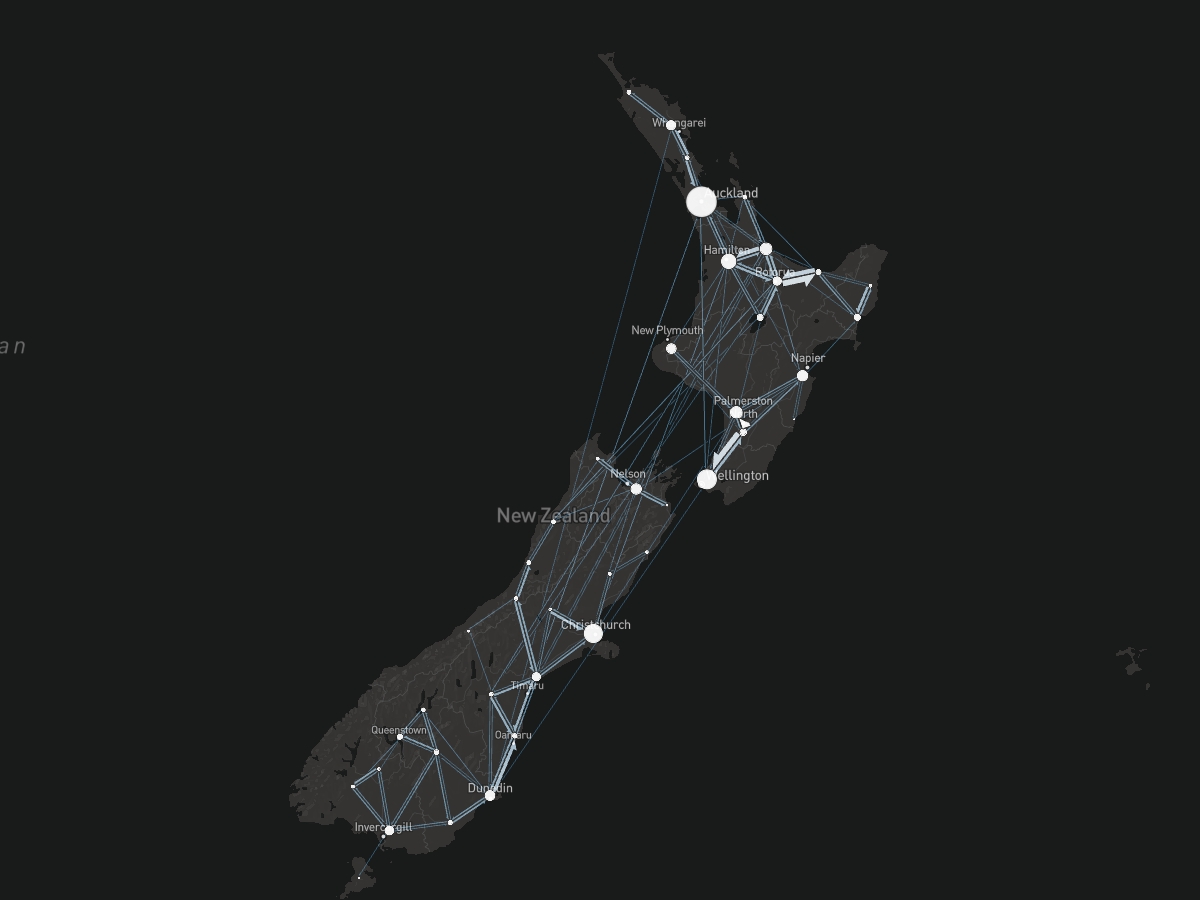 Whangarei
Auckland
Hamilton
Rotorua
an
New Plymouth
Napier
Palmerston
North
Nelson
Wellington
New Zealand
Christchurch
Timaru
Queenstown
Oamaru
Dunedin
Invercargill